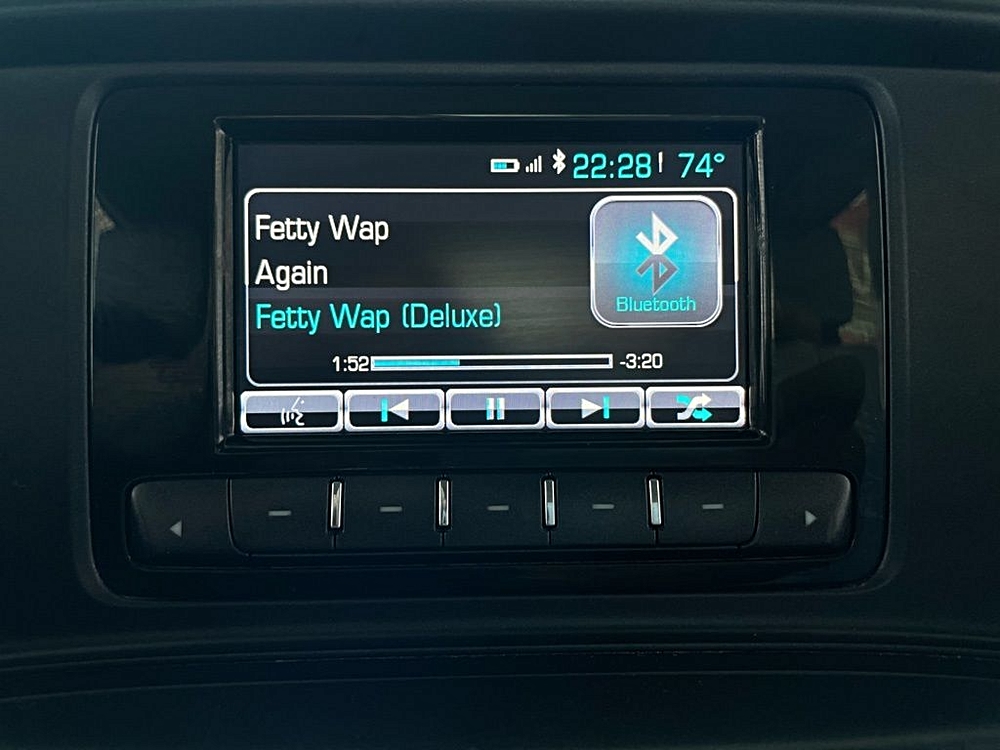 22:28 74°
Fetty Wap
Again
Fetty Wap (Deluxe)
Bluetooth
1:52 -3:20